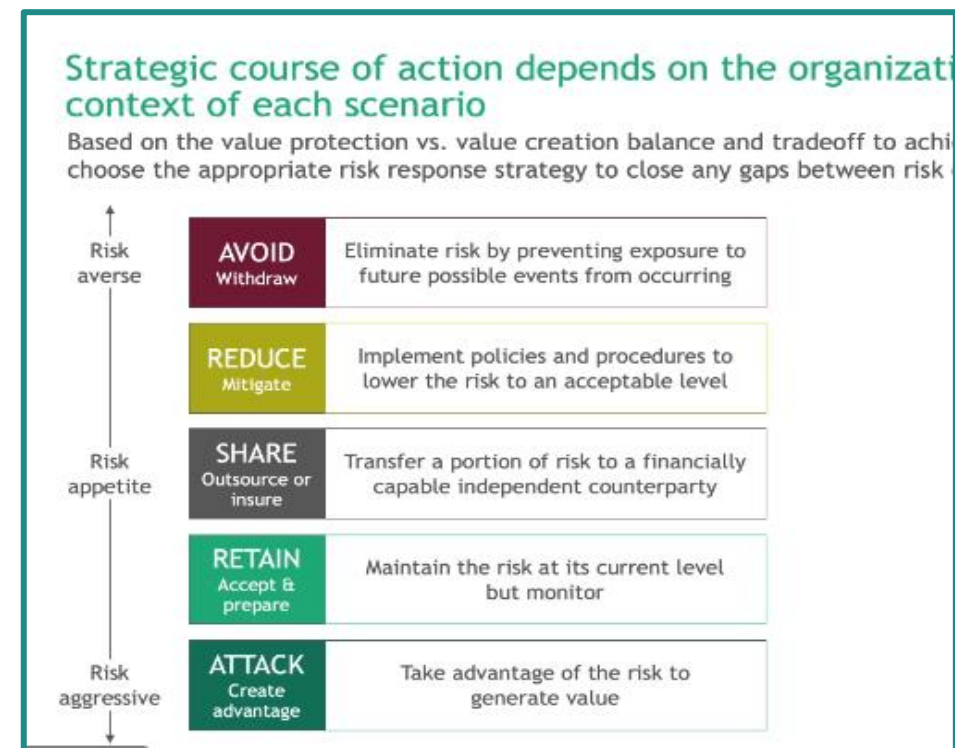 Strategic course of action depends on the organizati
context of each scenario
Based on the value protection vs. value creation balance and tradeoff to achi
choose the appropriate risk response strategy to close any gaps between risk
Risk
averse
AVOID
Withdraw
Eliminate risk by preventing exposure to
future possible events from occurring
REDUCE
Mitigate
Implement policies and procedures to
lower the risk to an acceptable level
Risk
appetite
SHARE
Outsource or
insure
Transfer a portion of risk to a financially
capable independent counterparty
RETAIN
Accept &
prepare
Maintain the risk at its current level
but monitor
Risk
aggressive
ATTACK
Create
advantage
Take advantage of the risk to
generate value